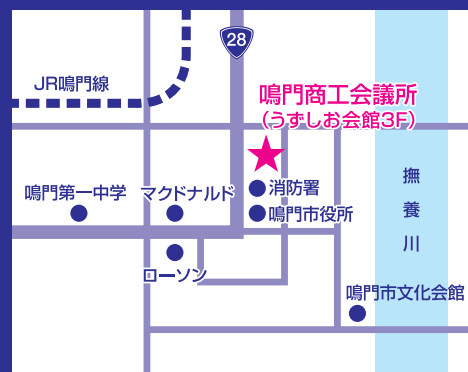 28
JR鳴門線
鳴門商工会議所
（うずしお会館3F）
消防署
鳴門市役所
鳴門第一中学
マクドナルド
ローソン
撫養川
鳴門市文化会館